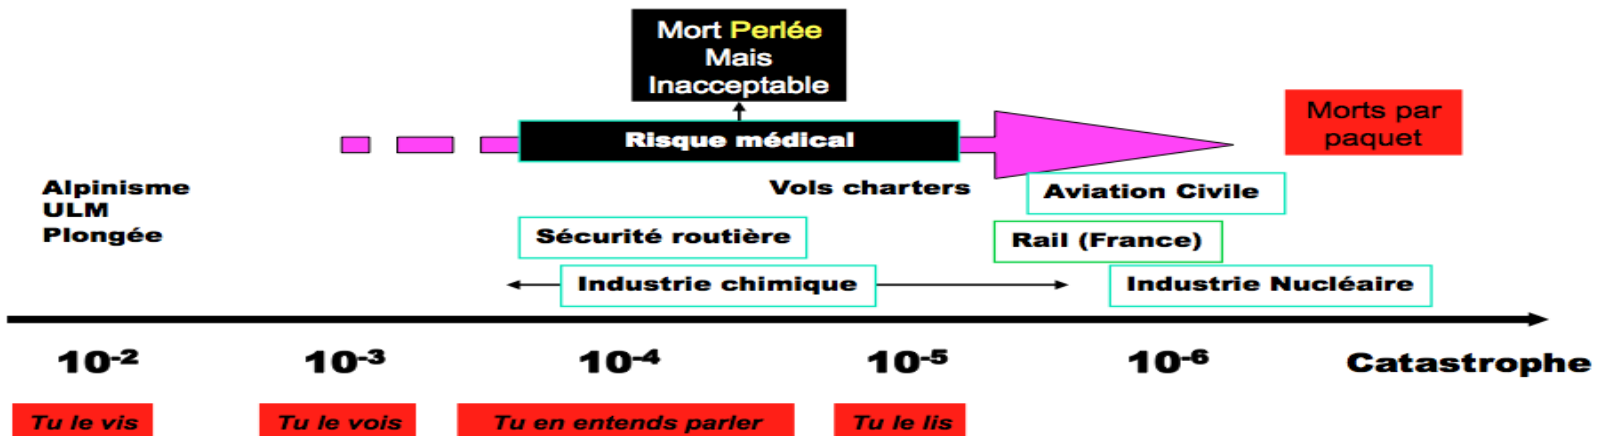 Mort Perlée
Mais
Inacceptable
Risque médical
Morts par
paquet
Alpinisme
ULM
Plongée
Vols charters
Aviation Civile
Sécurité routière
Rail (France)
Industrie chimique
Industrie Nucléaire
10-2 10-3 10-4 10-5 10-6 Catastrophe
Tu le vis Tu le vois Tu en entends parler Tu le lis